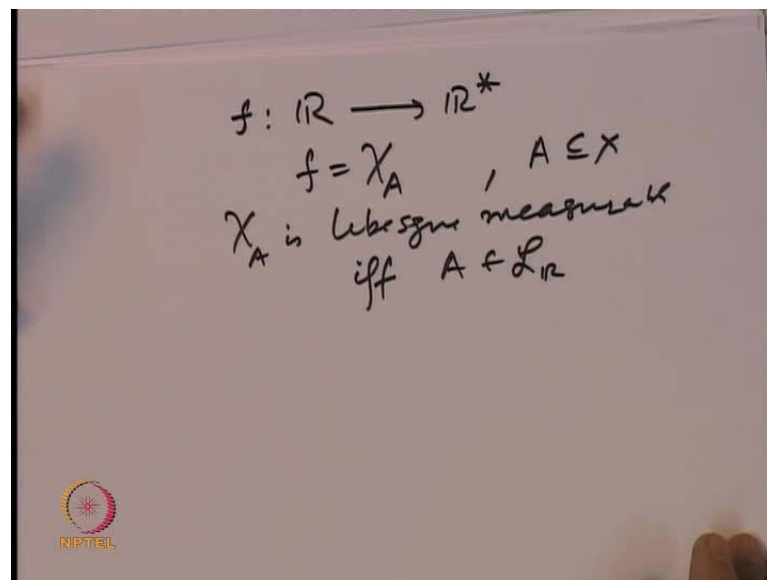 f : ℝ ⟶ ℝ*
f = χ_A , A ⊆ X
χ_A is Lebesgue measurable
iff A ∈ 𝓛_ℝ
NPTEL